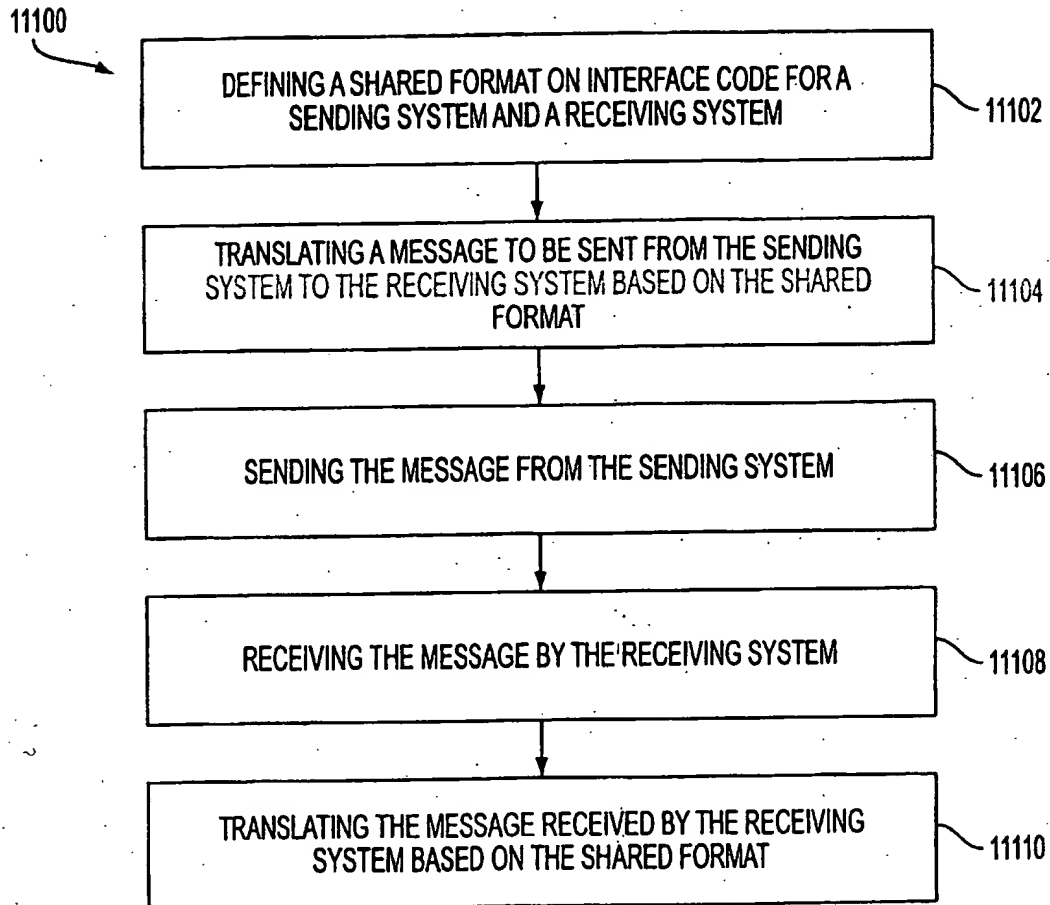 11100
DEFINING A SHARED FORMAT ON INTERFACE CODE FOR A
SENDING SYSTEM AND A RECEIVING SYSTEM
11102
TRANSLATING A MESSAGE TO BE SENT FROM THE SENDING
SYSTEM TO THE RECEIVING SYSTEM BASED ON THE SHARED
FORMAT
11104
SENDING THE MESSAGE FROM THE SENDING SYSTEM
11106
RECEIVING THE MESSAGE BY THE RECEIVING SYSTEM
11108
TRANSLATING THE MESSAGE RECEIVED BY THE RECEIVING
SYSTEM BASED ON THE SHARED FORMAT
11110